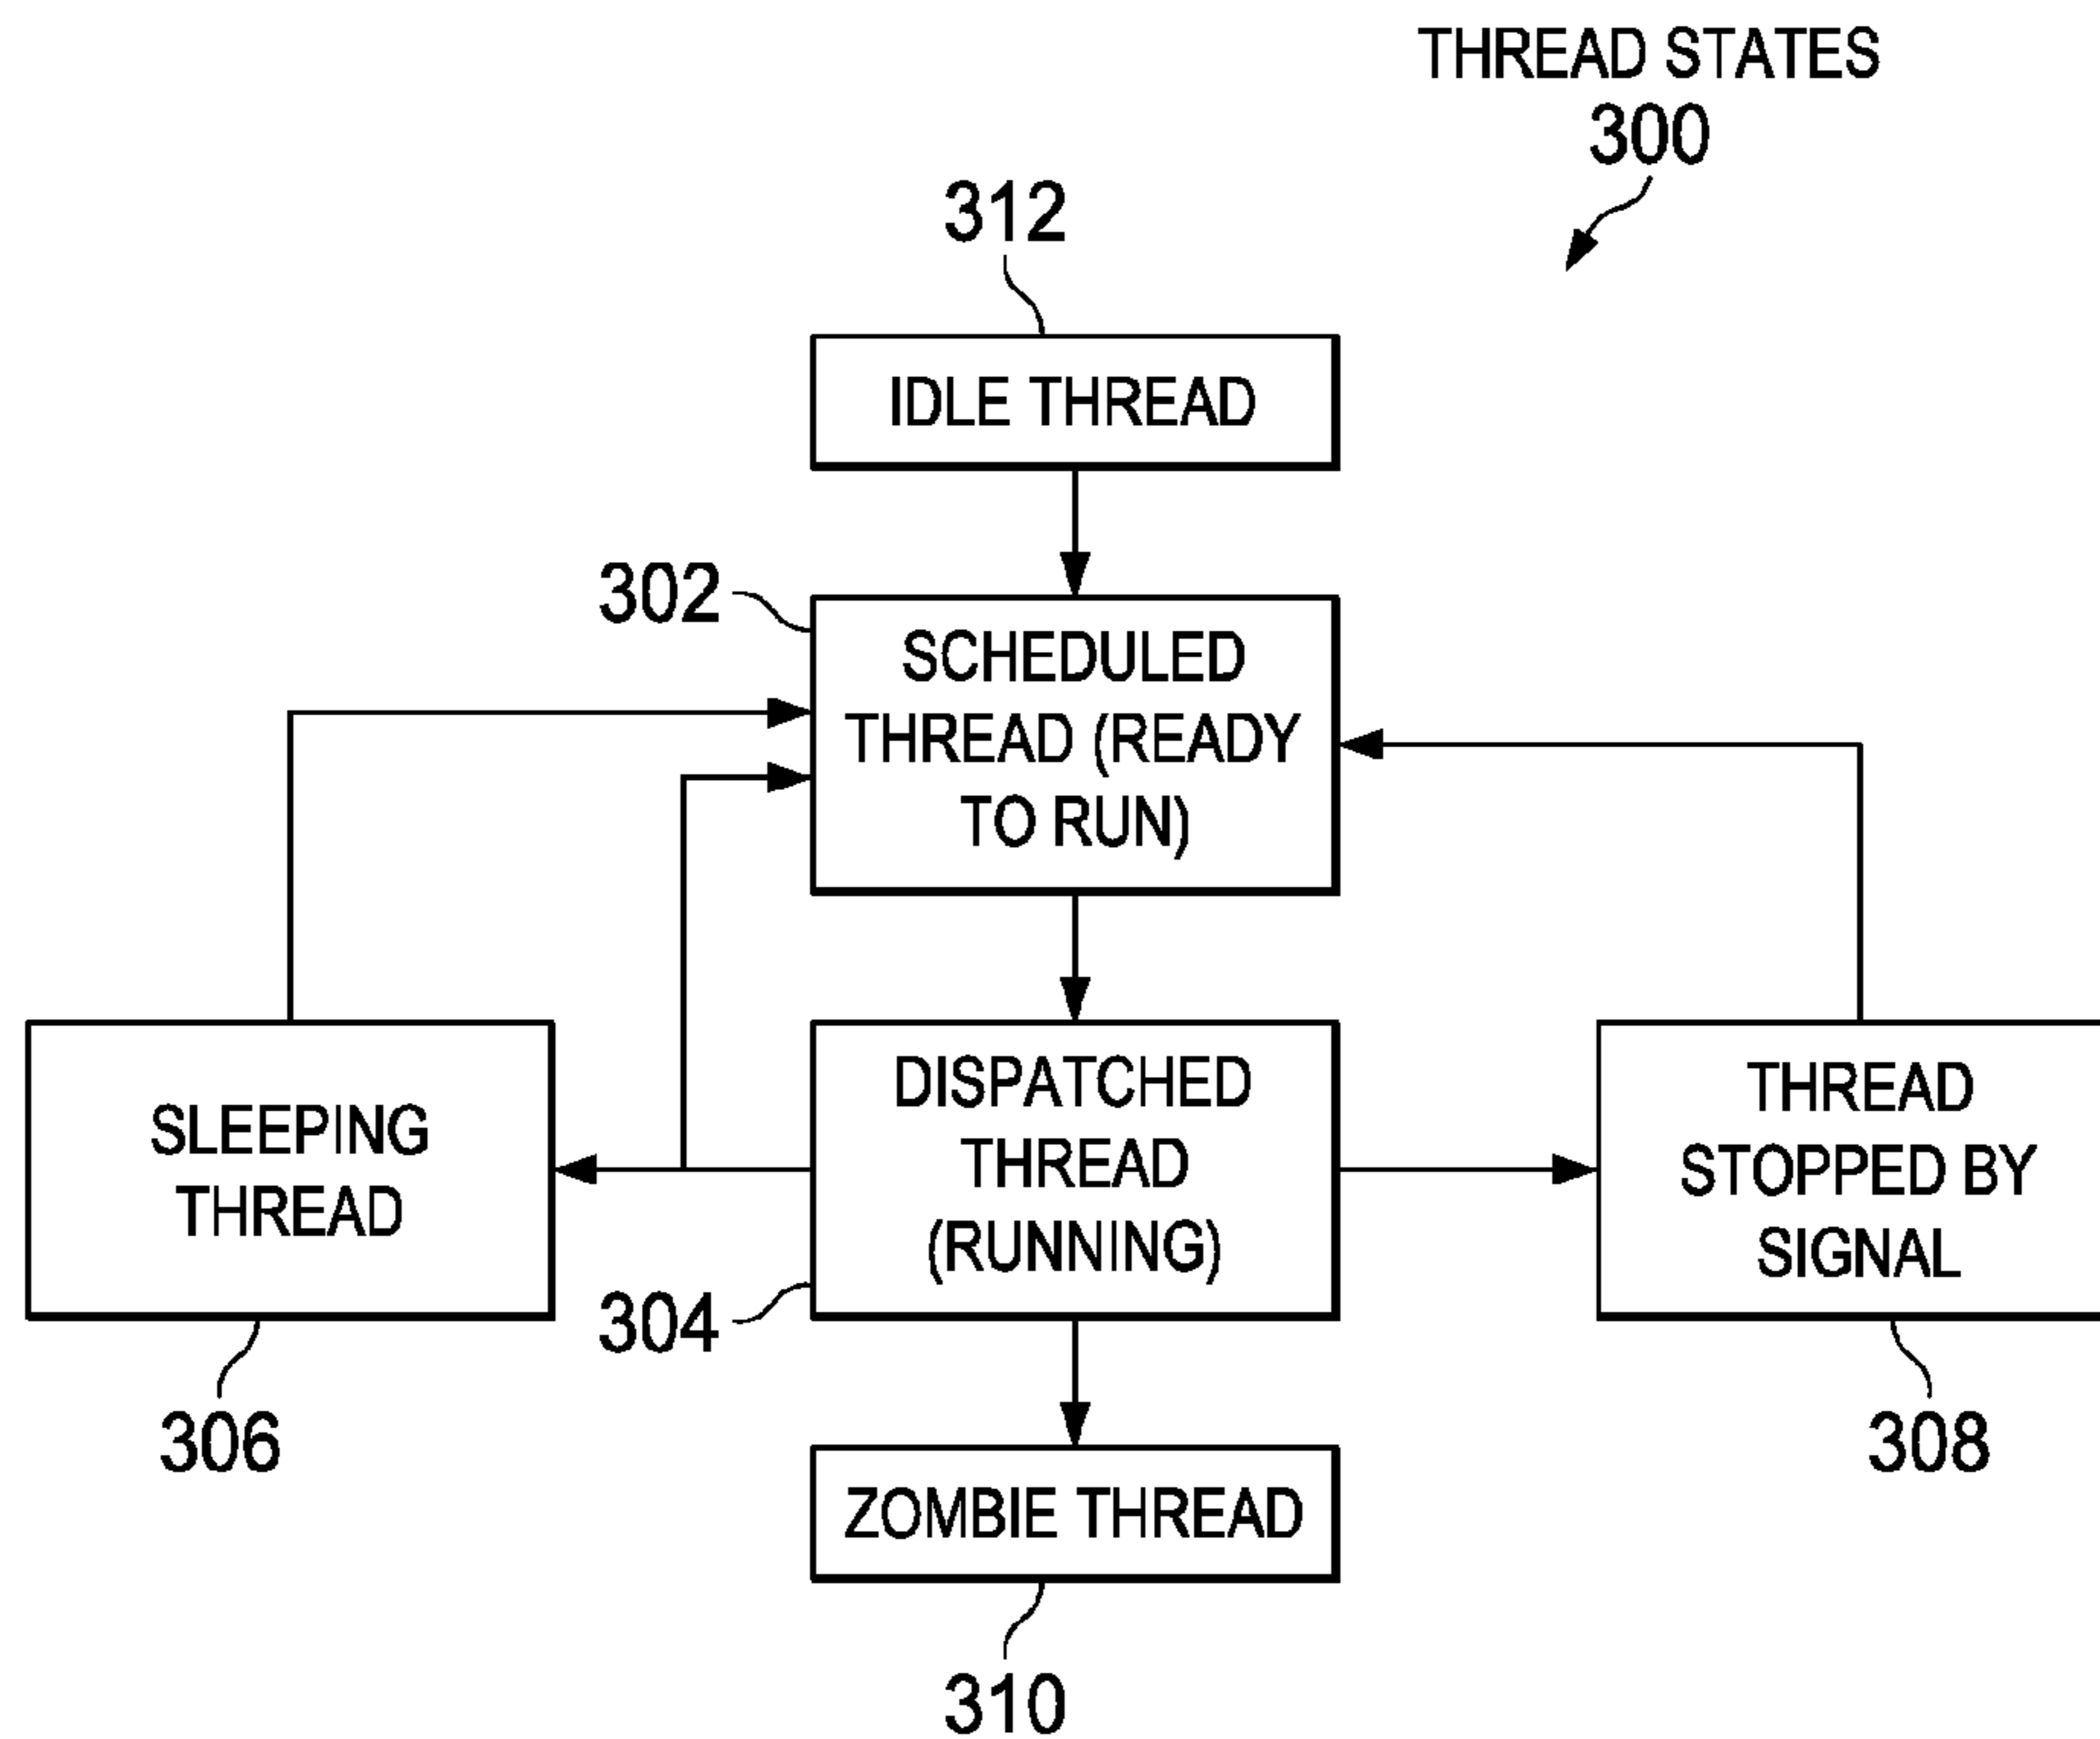 THREAD STATES
300
312
IDLE THREAD
302
SCHEDULED
THREAD (READY
TO RUN)
SLEEPING
THREAD
306
DISPATCHED
THREAD
(RUNNING)
304
THREAD
STOPPED BY
SIGNAL
308
ZOMBIE THREAD
310